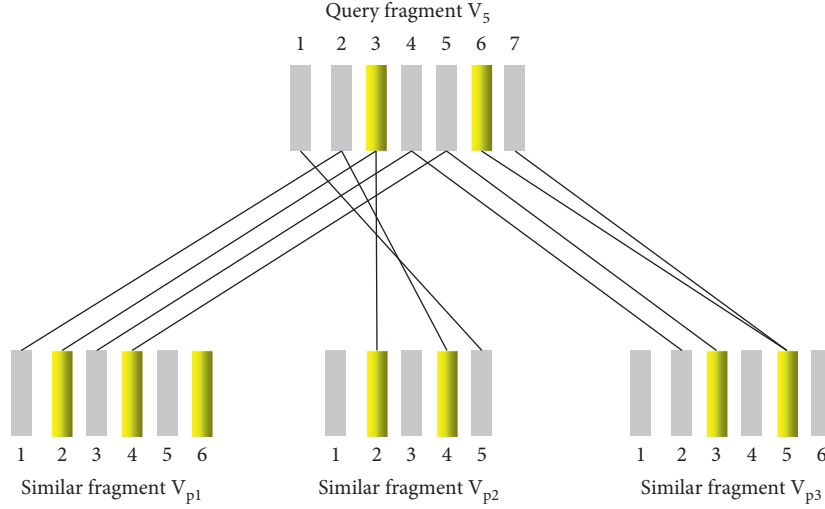 Query fragment V5
1 2 3 4 5 6 7
1 2 3 4 5 6
1 2 3 4 5
1 2 3 4 5 6
Similar fragment Vp1
Similar fragment Vp2
Similar fragment Vp3